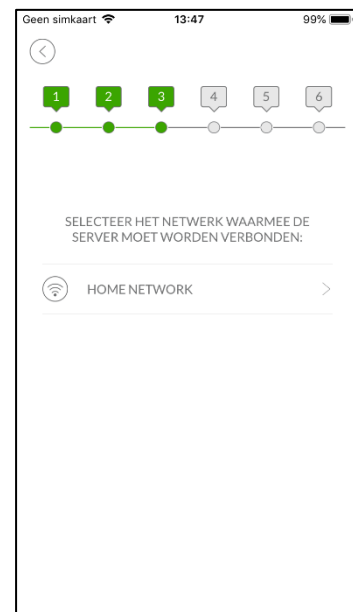 Geen simkaart 13:47 99%
1 2 3 4 5 6
SELECTEER HET NETWERK WAARMEE DE
SERVER MOET WORDEN VERBONDEN:
HOME NETWORK